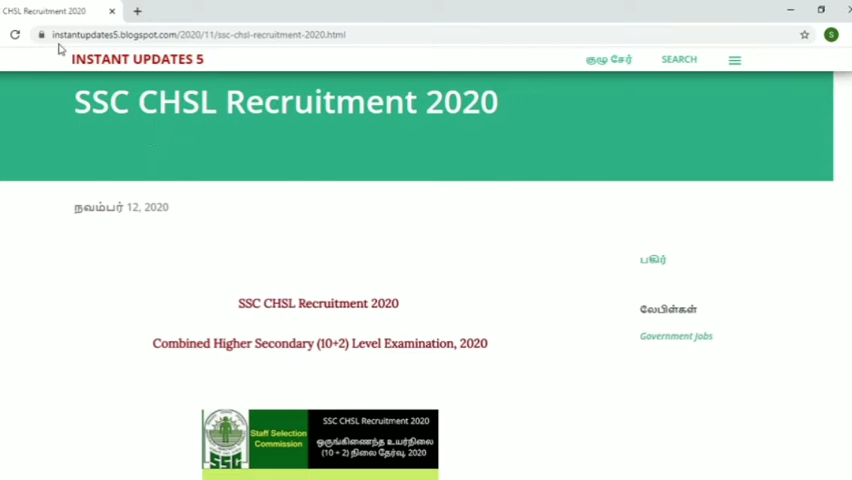 CHSL Recruitment 2020
instantupdates5.blogspot.com/2020/11/ssc-chsl-recruitment-2020.html
S
INSTANT UPDATES 5
குழு சேர்
SEARCH
SSC CHSL Recruitment 2020
நவம்பர் 12, 2020
பகிர்
SSC CHSL Recruitment 2020
லேபிள்கள்
Government Jobs
Combined Higher Secondary (10+2) Level Examination, 2020
SSC CHSL Recruitment 2020
Staff Selection
Commission
ஒருங்கிணைந்த உயர்நிலை
(10 + 2) நிலை தேர்வு, 2020
SSC